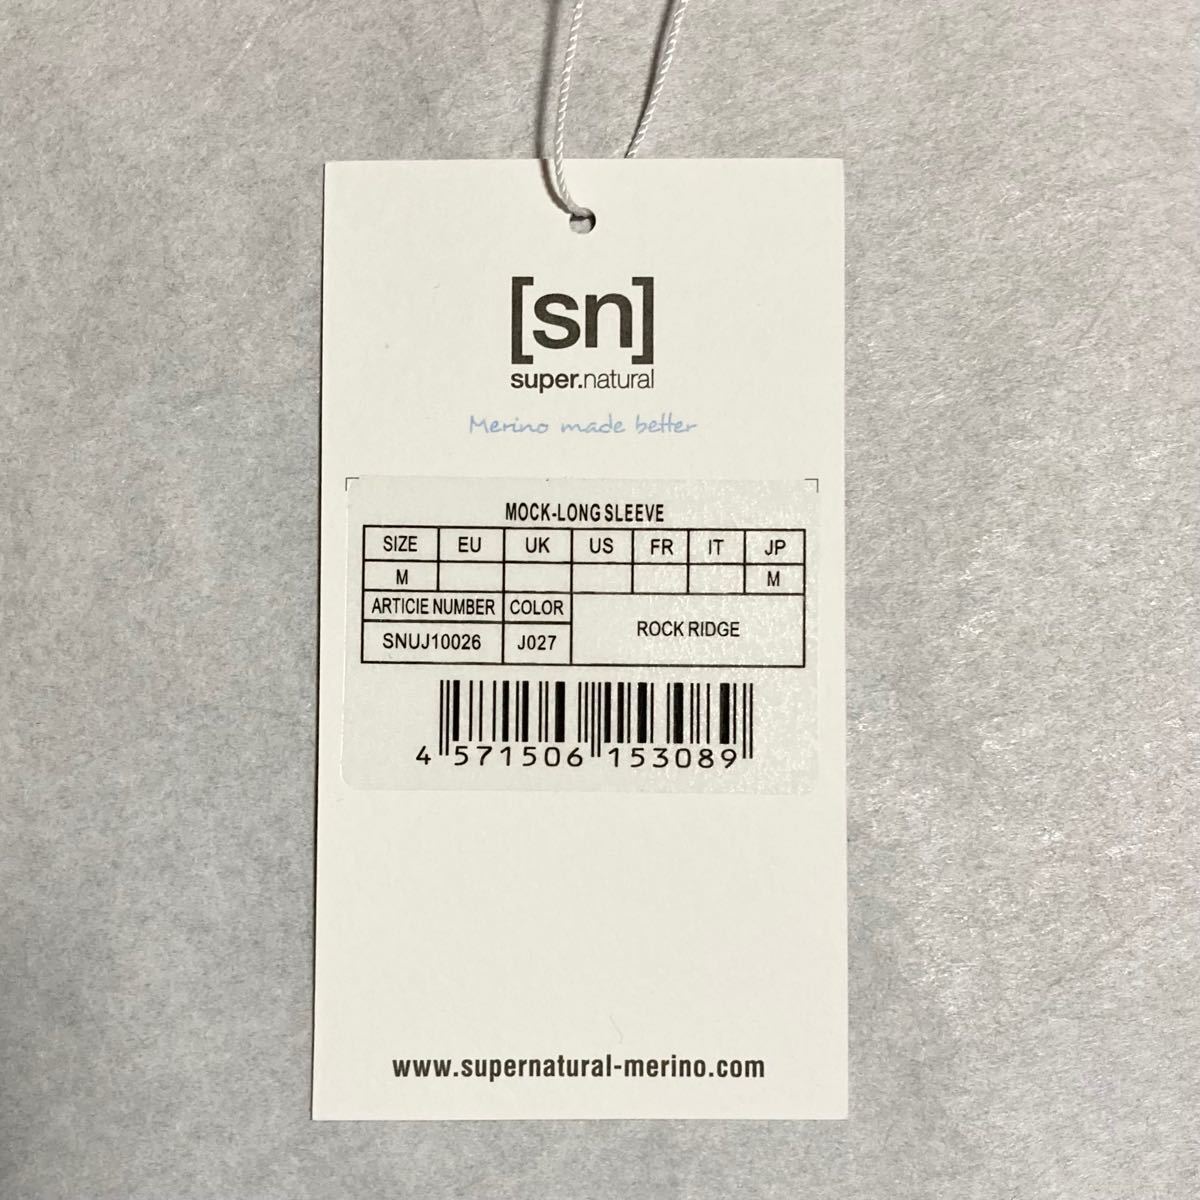 [sn]
super.natural
Merino made better
MOCK-LONG SLEEVE
SIZE EU UK US FR IT JP
M M
ARTICIE NUMBER COLOR
ROCK RIDGE
SNUJ10026 J027
4 571506 153089
www.supernatural-merino.com